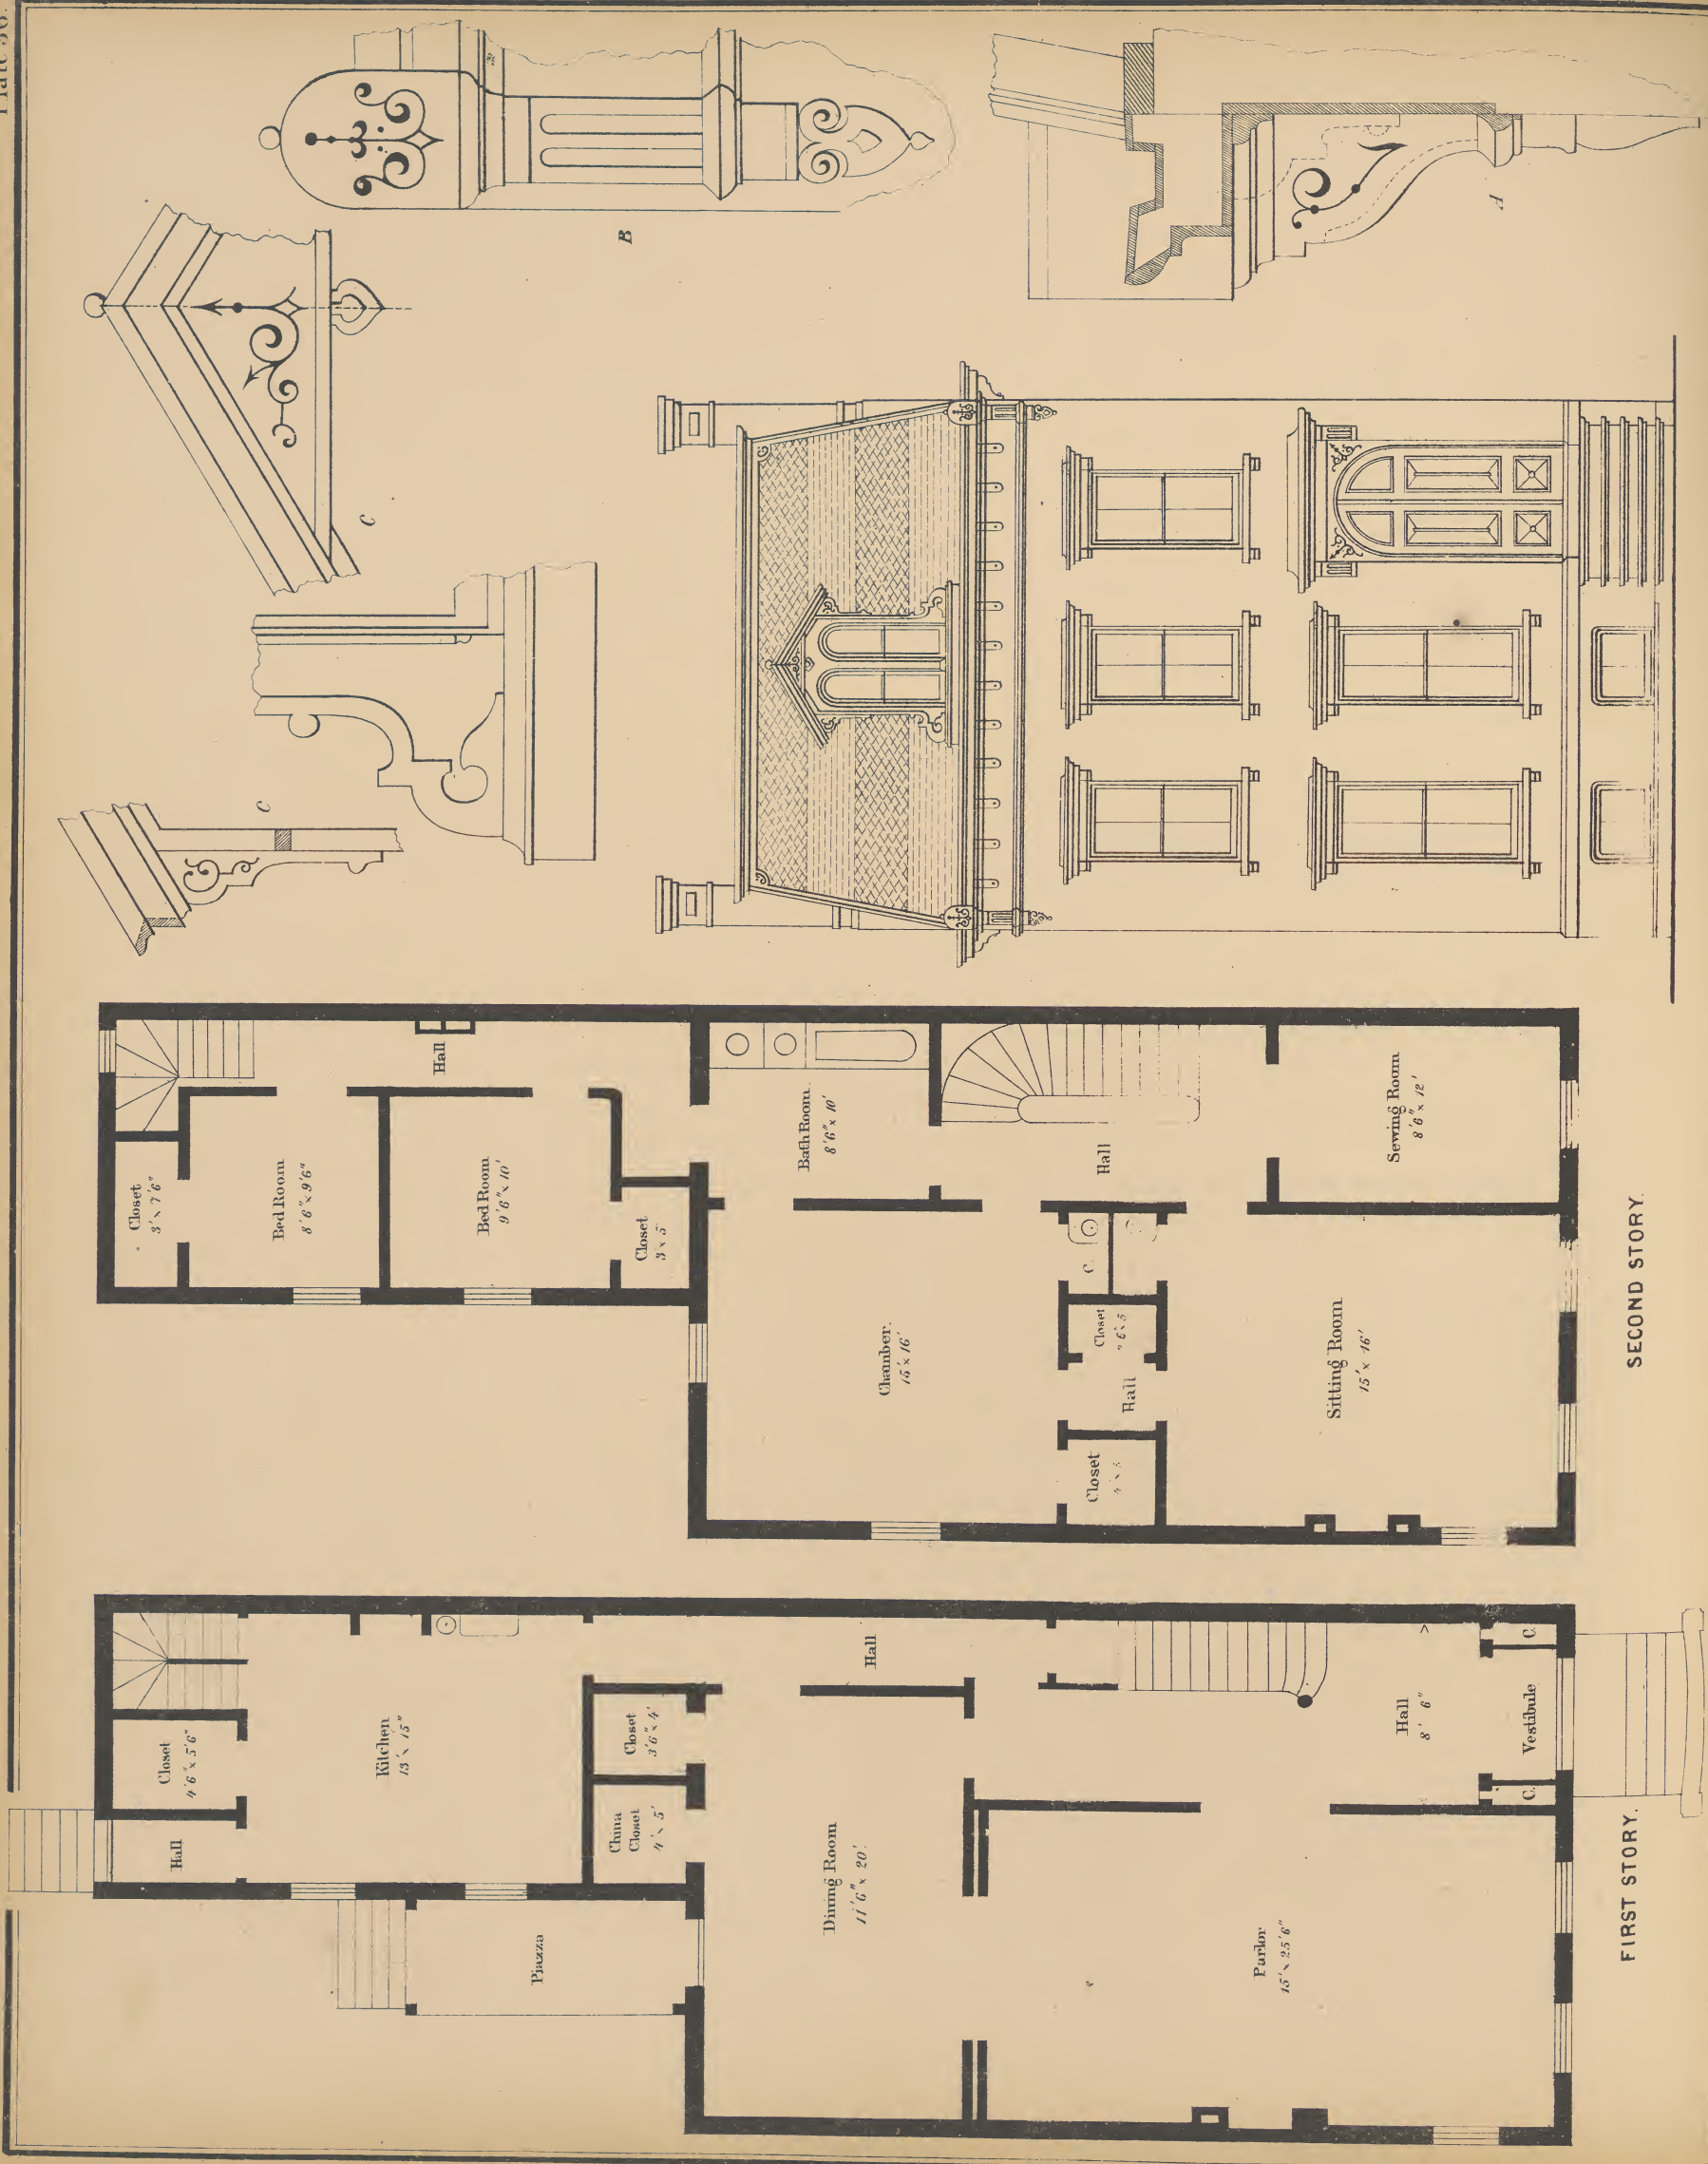 Plate 36.
B
A
C
C
Closet
3' x 7'6"
Bed Room
8'6" x 9'6"
Hall
Bed Room
9'6" x 10'
Closet
3 x 5
Bath Room.
8'6" x 10'
Chamber.
15' x 16'
C.
Closet
Hall
Closet
Hall
Sewing Room
8'6" x 12'
Sitting Room
15' x 16'
SECOND STORY.
Closet
4'6" x 5'6"
Hall
Kitchen
13' x 15"
Closet
3'6" x 4'
China
Closet
4' x 5'
Piazza
Hall
Dining Room
11'6" x 20'.
Hall
8' 6"
C.
Vestibule
C.
Parlor
15' x 25'6"
FIRST STORY.